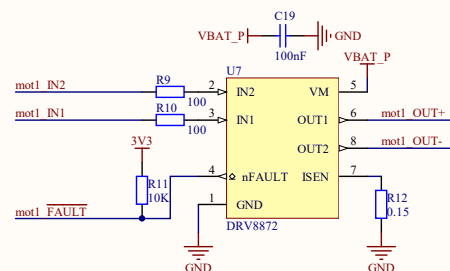 C19
VBAT_P
GND
100nF
U7
VBAT_P
mot1_IN2
R9
100
2
IN2
VM
5
mot1_IN1
R10
100
3
IN1
OUT1
6
mot1_OUT+
OUT2
8
mot1_OUT-
3V3
R11
10K
4
nFAULT
ISEN
7
R12
0.15
1
GND
mot1_FAULT
DRV8872
GND
GND